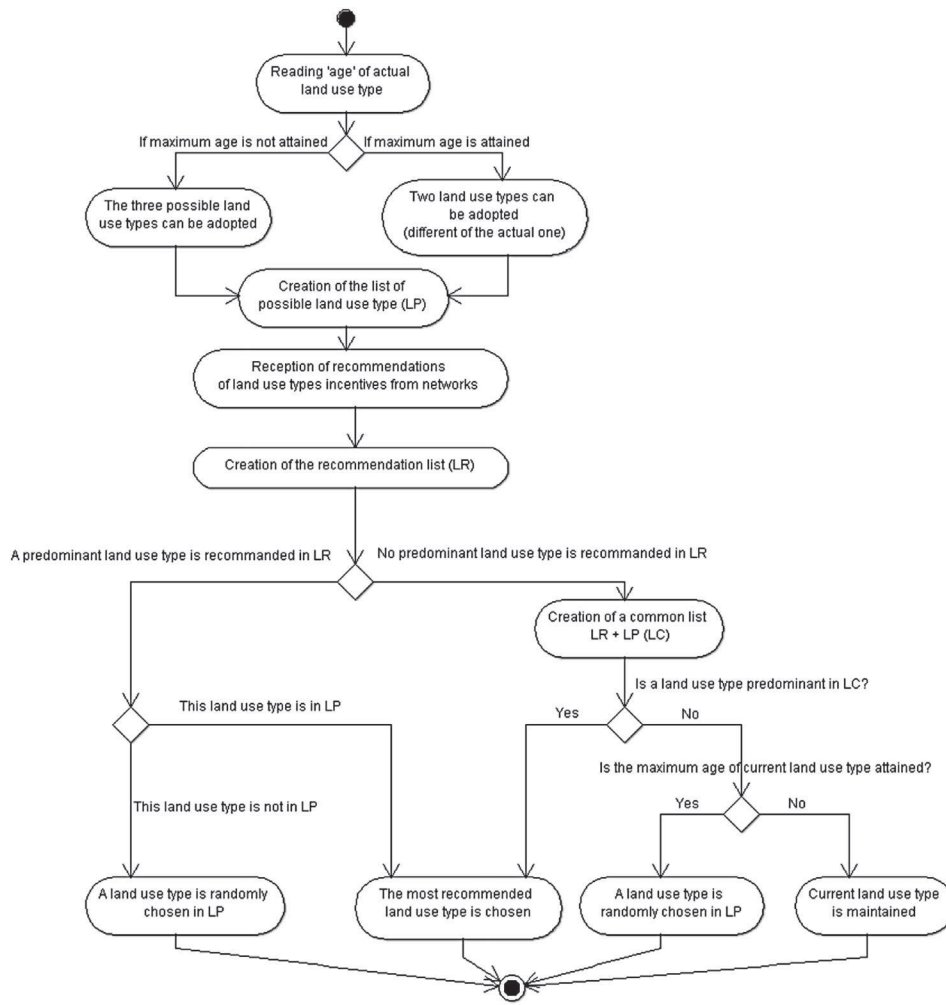 Reading 'age' of actual
land use type
If maximum age is not attained
If maximum age is attained
The three possible land
use types can be adopted
Two land use types can
be adopted
(different of the actual one)
Creation of the list of
possible land use type (LP)
Reception of recommendations
of land use types incentives from networks
Creation of the recommendation list (LR)
A predominant land use type is recommanded in LR
No predominant land use type is recommanded in LR
Creation of a common list
LR + LP (LC)
Is a land use type predominant in LC?
This land use type is in LP
Yes
No
Is the maximum age of current land use type attained?
This land use type is not in LP
Yes
No
A land use type is randomly
chosen in LP
The most recommended
land use type is chosen
A land use type is
randomly chosen in LP
Current land use type
is maintained